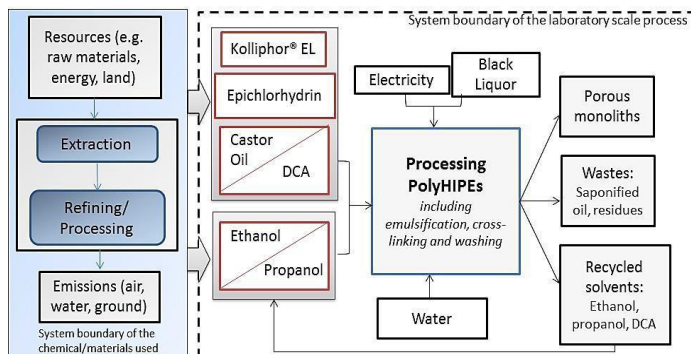 System boundary of the laboratory scale process
Resources (e.g.
raw materials,
energy, land)
Extraction
Refining/
Processing
Emissions (air,
water, ground)
System boundary of the
chemical/materials used
Kolliphor® EL
Epichlorhydrin
Castor
Oil
DCA
Ethanol
Propanol
Electricity
Black
Liquor
Processing
PolyHIPEs
including
emulsification, cross-
linking and washing
Water
Porous
monoliths
Wastes:
Saponified
oil, residues
Recycled
solvents:
Ethanol,
propanol, DCA